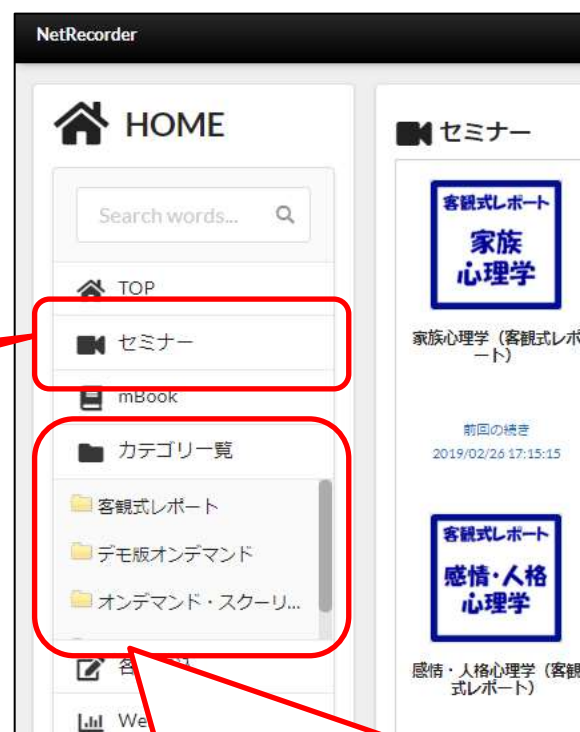 NetRecorder
HOME
Search words...
TOP
セミナー
mBook
カテゴリ一覧
客観式レポート
デモ版オンデマンド
オンデマンド・スクーリ...
セミナー
客観式レポート
家族
心理学
家族心理学（客観式レポ
ート）
前回の続き
2019/02/26 17:15:15
客観式レポート
感情・人格
心理学
感情・人格心理学（客観
式レポート）